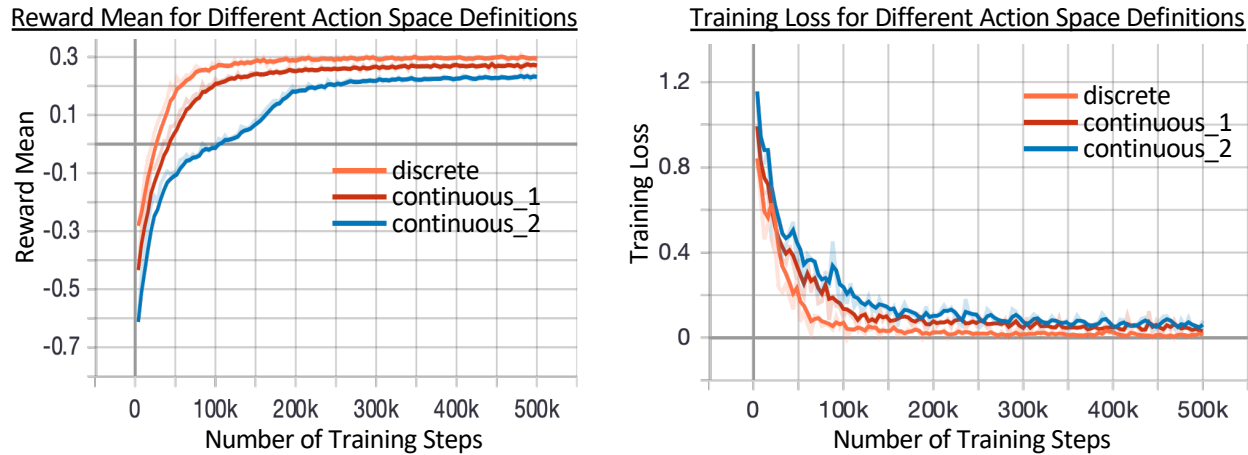 Reward Mean for Different Action Space Definitions
Reward Mean
0.3
0.1
-0.1
-0.3
-0.5
-0.7
discrete
continuous_1
continuous_2
0 100k 200k 300k 400k 500k
Number of Training Steps
Training Loss for Different Action Space Definitions
Training Loss
1.2
0.8
0.4
0
discrete
continuous_1
continuous_2
0 100k 200k 300k 400k 500k
Number of Training Steps